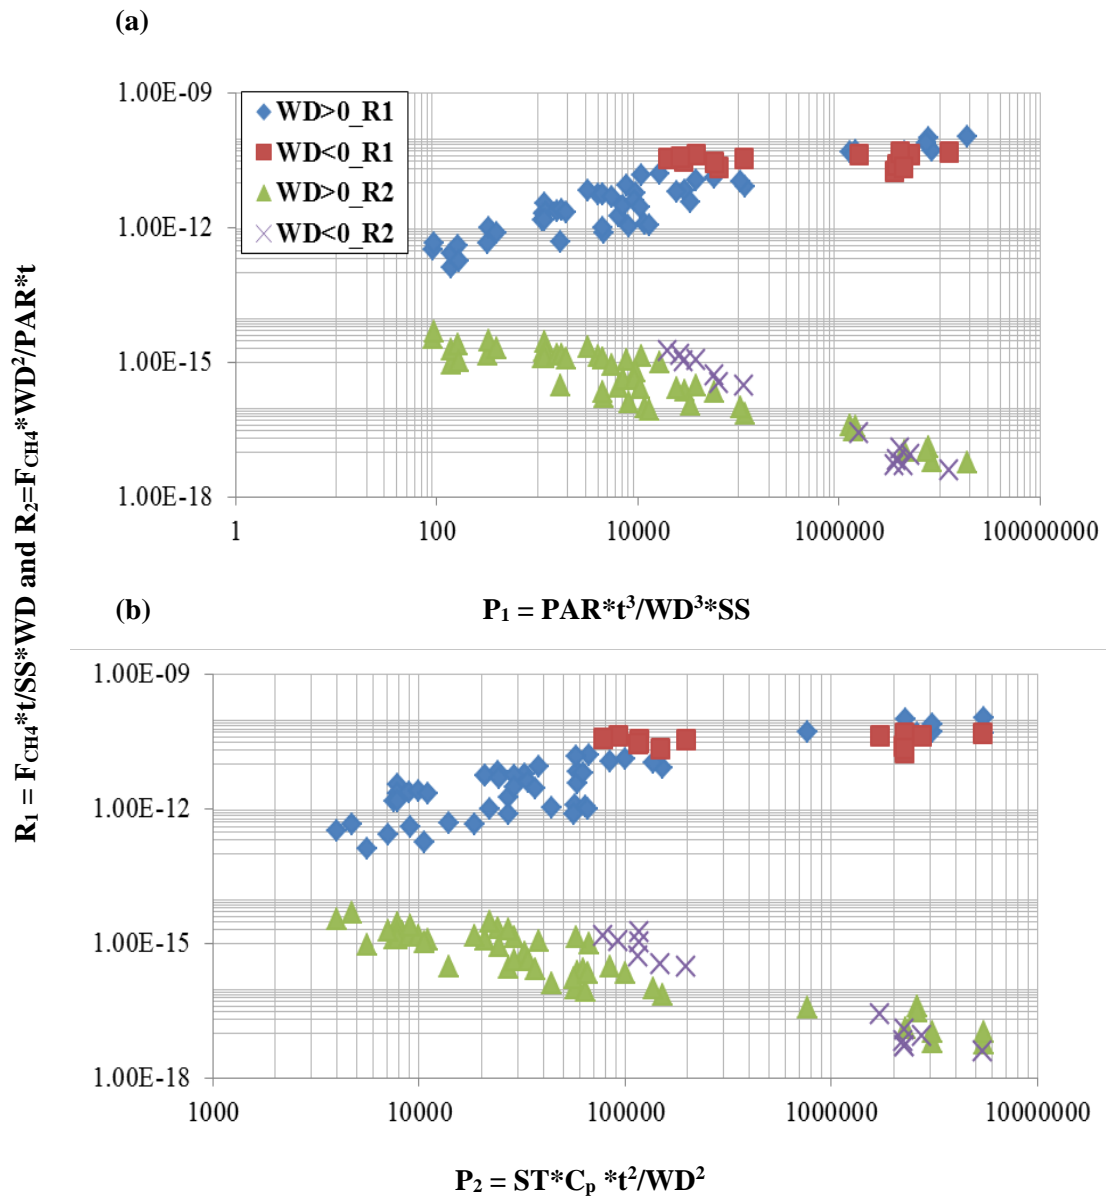 (a)
1.00E-09
WD>0_R1
WD<0_R1
WD>0_R2
WD<0_R2
1.00E-12
1.00E-15
1.00E-18
1 100 10000 1000000 100000000
P₁ = PAR*t³/WD³*SS
R₁ = F_CH4*t/SS*WD and R₂=F_CH4*WD²/PAR*t
(b)
1.00E-09
1.00E-12
1.00E-15
1.00E-18
1000 10000 100000 1000000 10000000
P₂ = ST*Cₚ *t²/WD²